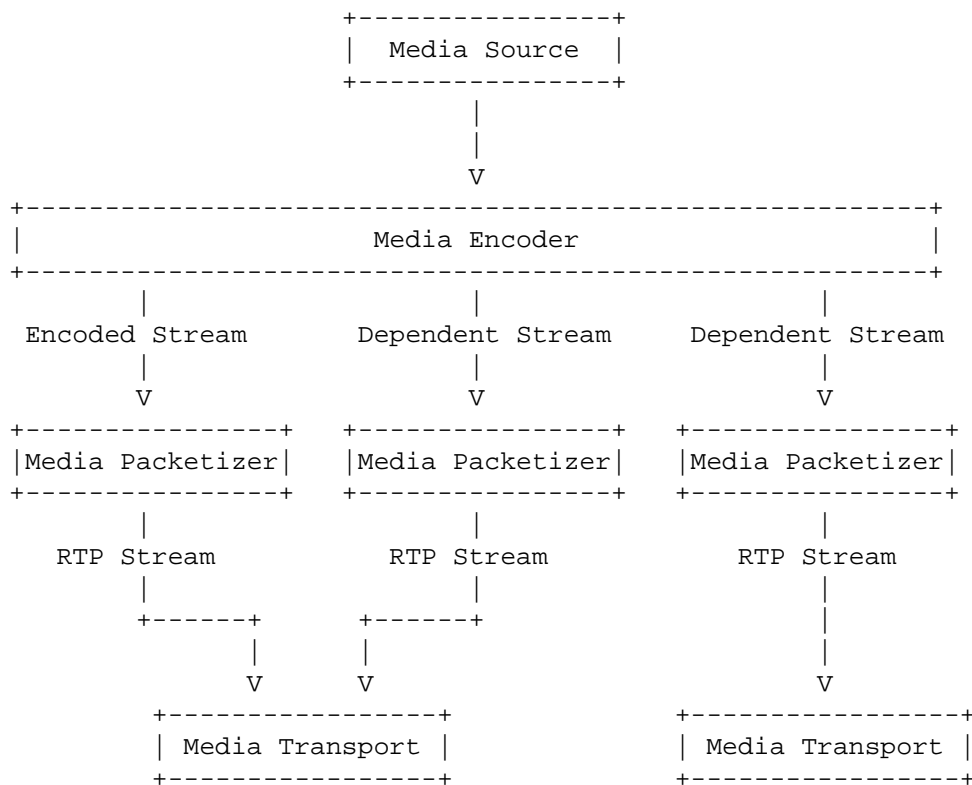 Media Source
V
Media Encoder
Encoded Stream Dependent Stream Dependent Stream
V V V
Media Packetizer Media Packetizer Media Packetizer
RTP Stream RTP Stream RTP Stream
V V V
Media Transport Media Transport